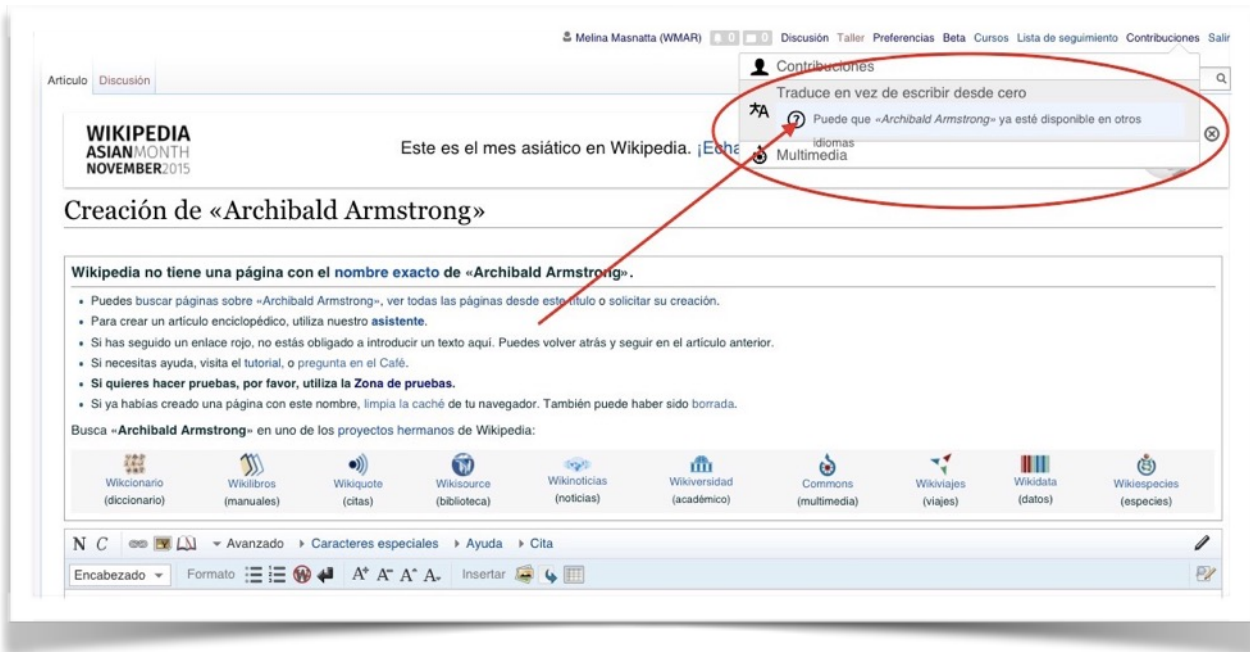 Melina Masnatta (WMAR) 0 0 Discusión Taller Preferencias Beta Cursos Lista de seguimiento Contribuciones Salir
Artículo Discusión
Contribuciones
Traduce en vez de escribir desde cero
Puede que «Archibald Armstrong» ya esté disponible en otros
idiomas
Multimedia
WIKIPEDIA
ASIANMONTH
NOVEMBER2015
Este es el mes asiático en Wikipedia. ¡Echa
Creación de «Archibald Armstrong»
Wikipedia no tiene una página con el nombre exacto de «Archibald Armstrong».
• Puedes buscar páginas sobre «Archibald Armstrong», ver todas las páginas desde este título o solicitar su creación.
• Para crear un artículo enciclopédico, utiliza nuestro asistente.
• Si has seguido un enlace rojo, no estás obligado a introducir un texto aquí. Puedes volver atrás y seguir en el artículo anterior.
• Si necesitas ayuda, visita el tutorial, o pregunta en el Café.
• Si quieres hacer pruebas, por favor, utiliza la Zona de pruebas.
• Si ya habías creado una página con este nombre, limpia la caché de tu navegador. También puede haber sido borrada.
Busca «Archibald Armstrong» en uno de los proyectos hermanos de Wikipedia:
Wikcionario Wikilibros Wikiquote Wikisource Wikinoticias Wikiversidad Commons Wikiviajes Wikidata Wikiespecies
(diccionario) (manuales) (citas) (biblioteca) (noticias) (académico) (multimedia) (viajes) (datos) (especies)
N C Avanzado Caracteres especiales Ayuda Cita
Encabezado Formato A⁺ A⁻ A Insertar